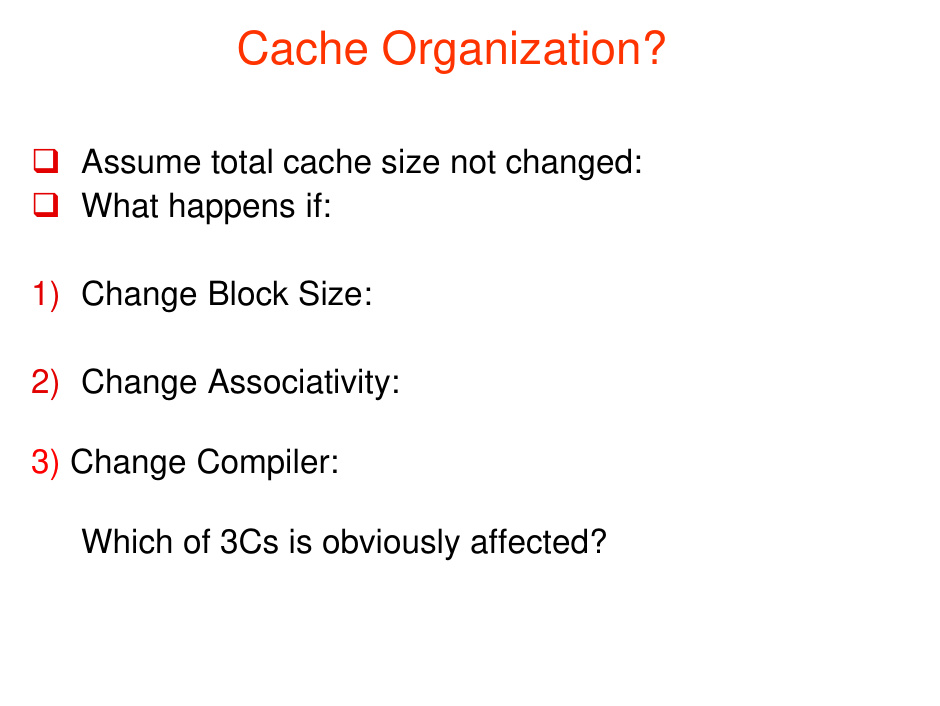 Cache Organization?
❑ Assume total cache size not changed:
❑ What happens if:
1) Change Block Size:
2) Change Associativity:
3) Change Compiler:
Which of 3Cs is obviously affected?